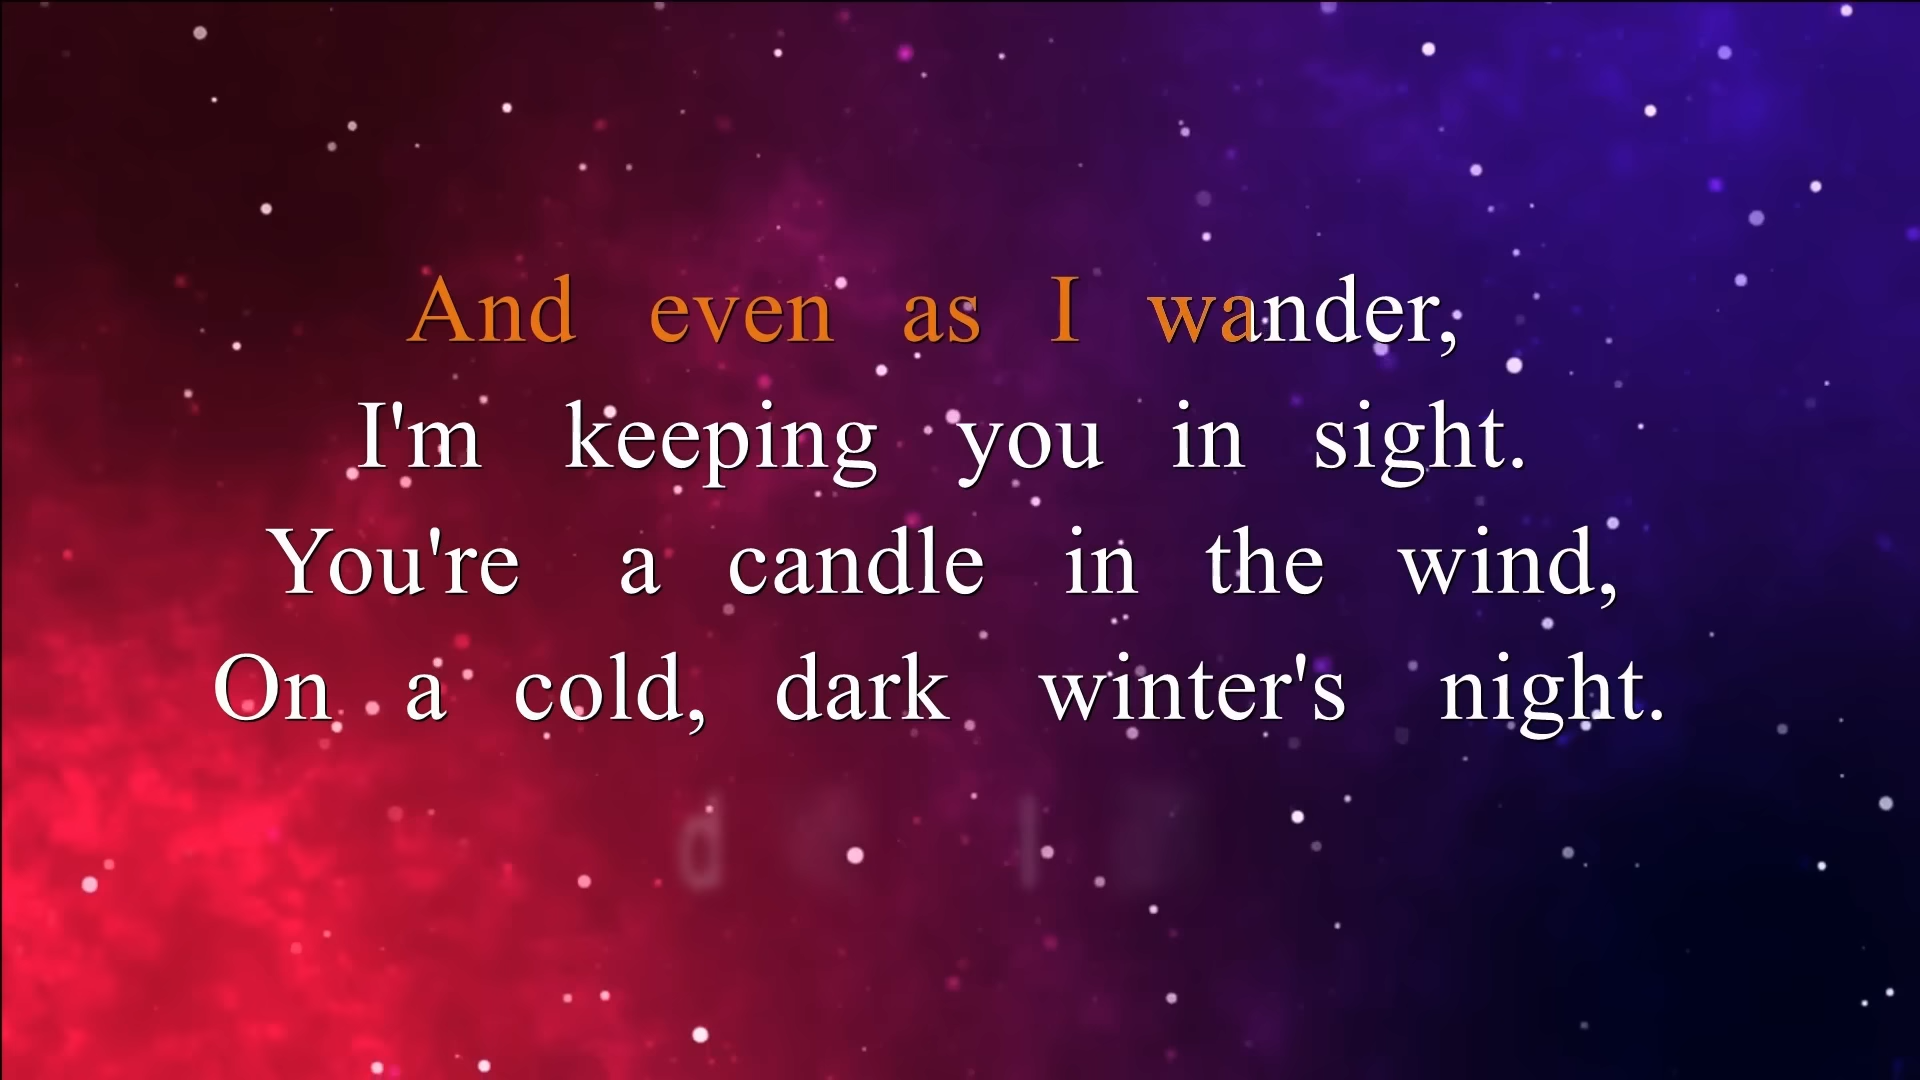 And even as I wander,
I'm keeping you in sight.
You're a candle in the wind,
On a cold, dark winter's night.